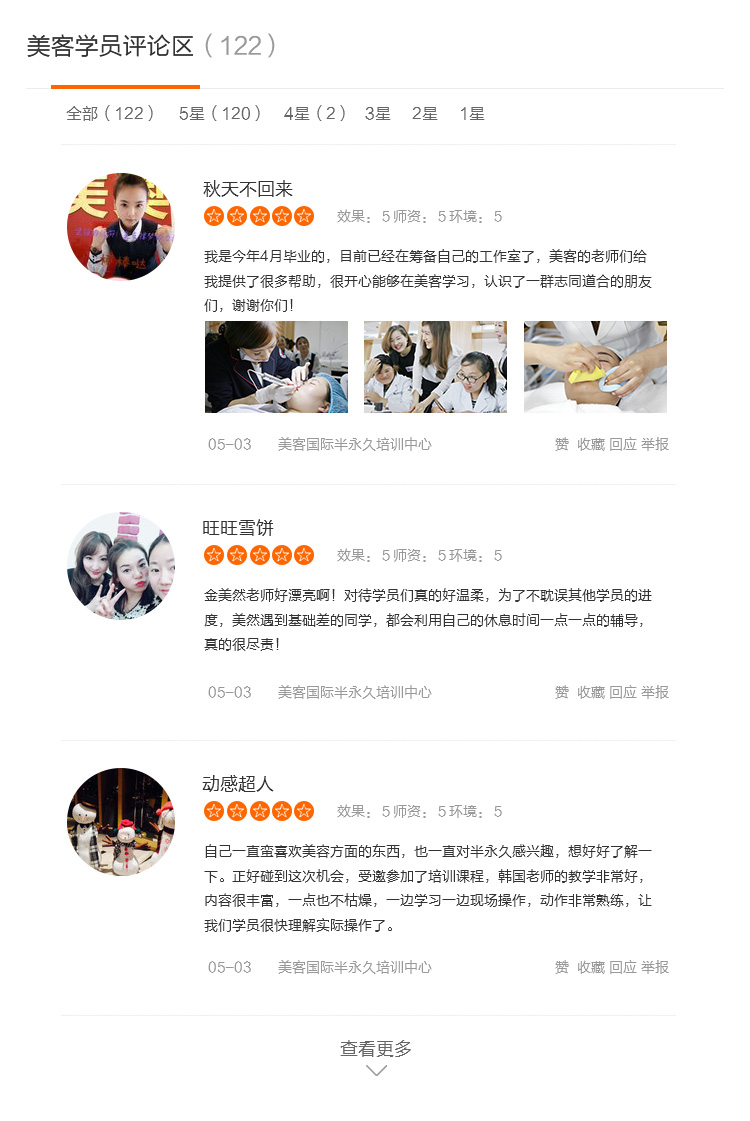 美客学员评论区（122）
全部（122） 5星（120） 4星（2） 3星 2星 1星
秋天不回来
效果：5 师资：5 环境：5
我是今年4月毕业的，目前已经在筹备自己的工作室了，美客的老师们给
我提供了很多帮助，很开心能够在美客学习，认识了一群志同道合的朋友
们，谢谢你们！
05-03 美客国际半永久培训中心 赞 收藏 回应 举报
旺旺雪饼
效果：5 师资：5 环境：5
金美然老师好漂亮啊！对待学员们真的好温柔，为了不耽误其他学员的进
度，美然遇到基础差的同学，都会利用自己的休息时间一点一点的辅导，
真的很尽责！
05-03 美客国际半永久培训中心 赞 收藏 回应 举报
动感超人
效果：5 师资：5 环境：5
自己一直蛮喜欢美容方面的东西，也一直对半永久感兴趣，想好好了解一
下。正好碰到这次机会，受邀参加了培训课程，韩国老师的教学非常好，
内容很丰富，一点也不枯燥，一边学习一边现场操作，动作非常熟练，让
我们学员很快理解实际操作了。
05-03 美客国际半永久培训中心 赞 收藏 回应 举报
查看更多